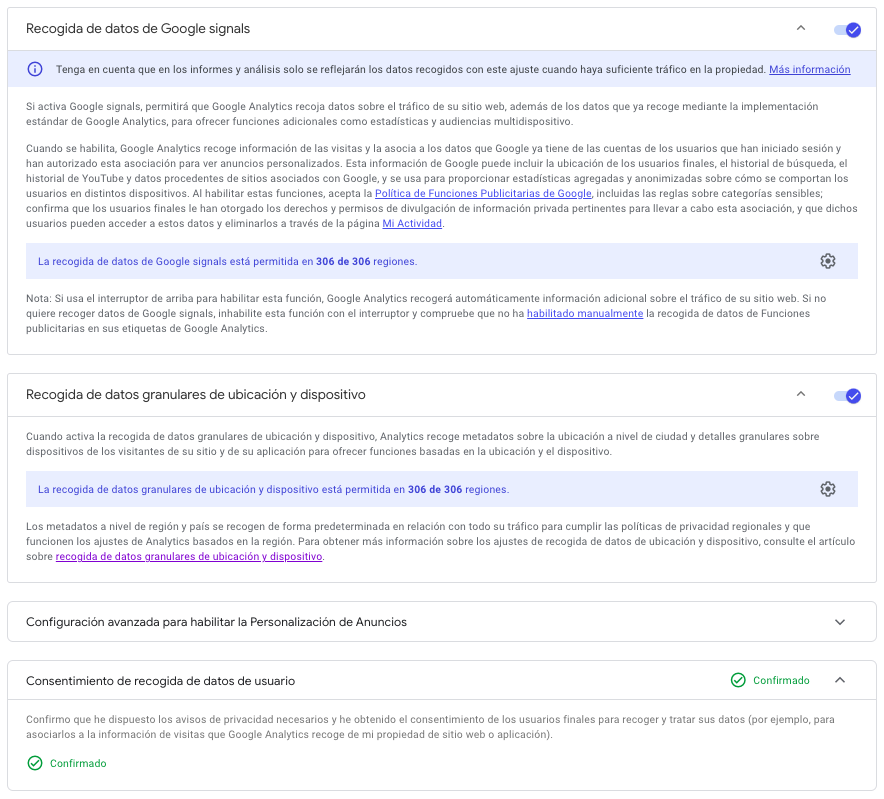 Recogida de datos de Google signals
Tenga en cuenta que en los informes y análisis solo se reflejarán los datos recogidos con este ajuste cuando haya suficiente tráfico en la propiedad. Más información
Si activa Google signals, permitirá que Google Analytics recoja datos sobre el tráfico de su sitio web, además de los datos que ya recoge mediante la implementación
estándar de Google Analytics, para ofrecer funciones adicionales como estadísticas y audiencias multidispositivo.
Cuando se habilita, Google Analytics recoge información de las visitas y la asocia a los datos que Google ya tiene de las cuentas de los usuarios que han iniciado sesión y
han autorizado esta asociación para ver anuncios personalizados. Esta información de Google puede incluir la ubicación de los usuarios finales, el historial de búsqueda, el
historial de YouTube y datos procedentes de sitios asociados con Google, y se usa para proporcionar estadísticas agregadas y anonimizadas sobre cómo se comportan los
usuarios en distintos dispositivos. Al habilitar estas funciones, acepta la Política de Funciones Publicitarias de Google, incluidas las reglas sobre categorías sensibles;
confirma que los usuarios finales le han otorgado los derechos y permisos de divulgación de información privada pertinentes para llevar a cabo esta asociación, y que dichos
usuarios pueden acceder a estos datos y eliminarlos a través de la página Mi Actividad.
La recogida de datos de Google signals está permitida en 306 de 306 regiones.
Nota: Si usa el interruptor de arriba para habilitar esta función, Google Analytics recogerá automáticamente información adicional sobre el tráfico de su sitio web. Si no
quiere recoger datos de Google signals, inhabilite esta función con el interruptor y compruebe que no ha habilitado manualmente la recogida de datos de Funciones
publicitarias en sus etiquetas de Google Analytics.
Recogida de datos granulares de ubicación y dispositivo
Cuando activa la recogida de datos granulares de ubicación y dispositivo, Analytics recoge metadatos sobre la ubicación a nivel de ciudad y detalles granulares sobre
dispositivos de los visitantes de su sitio y de su aplicación para ofrecer funciones basadas en la ubicación y el dispositivo.
La recogida de datos granulares de ubicación y dispositivo está permitida en 306 de 306 regiones.
Los metadatos a nivel de región y país se recogen de forma predeterminada en relación con todo su tráfico para cumplir las políticas de privacidad regionales y que
funcionen los ajustes de Analytics basados en la región. Para obtener más información sobre los ajustes de recogida de datos de ubicación y dispositivo, consulte el artículo
sobre recogida de datos granulares de ubicación y dispositivo.
Configuración avanzada para habilitar la Personalización de Anuncios
Consentimiento de recogida de datos de usuario
Confirmado
Confirmo que he dispuesto los avisos de privacidad necesarios y he obtenido el consentimiento de los usuarios finales para recoger y tratar sus datos (por ejemplo, para
asociarlos a la información de visitas que Google Analytics recoge de mi propiedad de sitio web o aplicación).
Confirmado